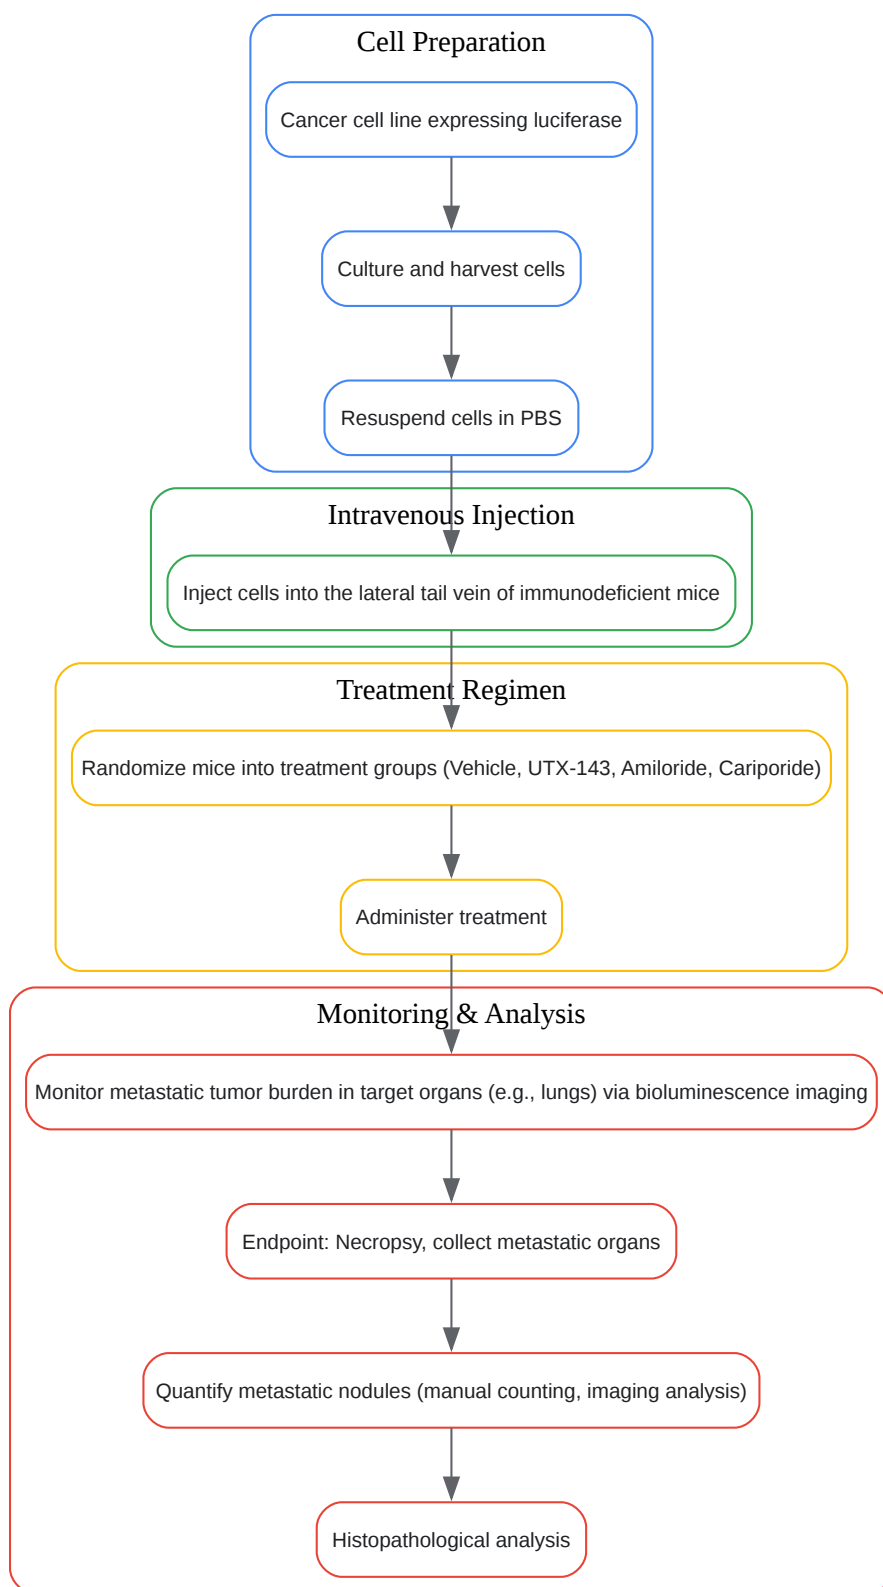 Cell Preparation
Cancer cell line expressing luciferase
Culture and harvest cells
Resuspend cells in PBS
Intravenous Injection
Inject cells into the lateral tail vein of immunodeficient mice
Treatment Regimen
Randomize mice into treatment groups (Vehicle, UTX-143, Amiloride, Cariporide)
Administer treatment
Monitoring & Analysis
Monitor metastatic tumor burden in target organs (e.g., lungs) via bioluminescence imaging
Endpoint: Necropsy, collect metastatic organs
Quantify metastatic nodules (manual counting, imaging analysis)
Histopathological analysis